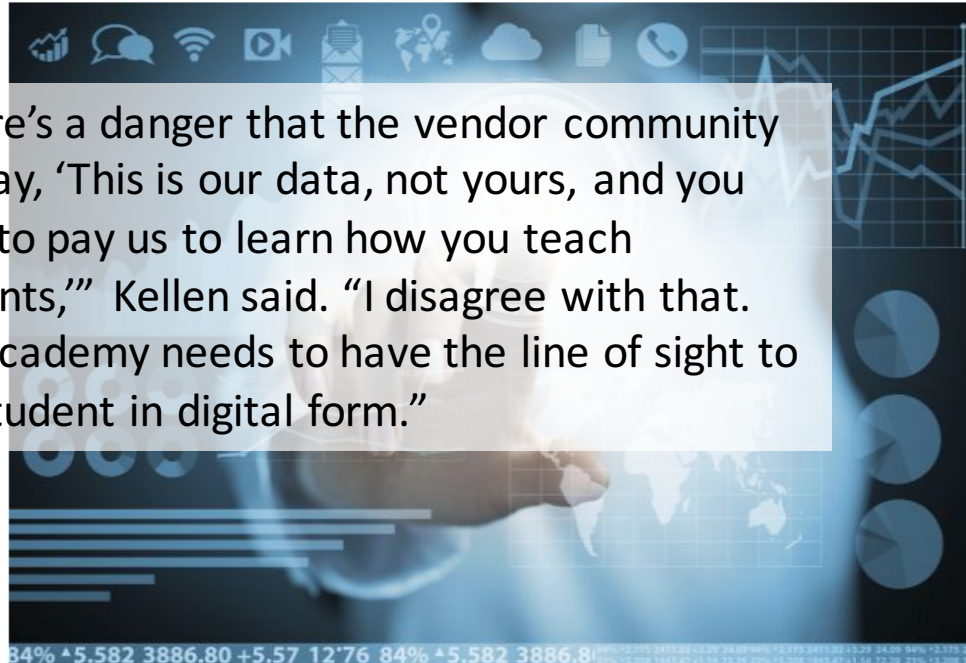 re’s a danger that the vendor community
ay, ‘This is our data, not yours, and you
to pay us to learn how you teach
nts,’” Kellen said. “I disagree with that.
cademy needs to have the line of sight to
tudent in digital form.”
84% ▲5.582 3886.80 +5.57 12▼76 84% ▲5.582 3886.8